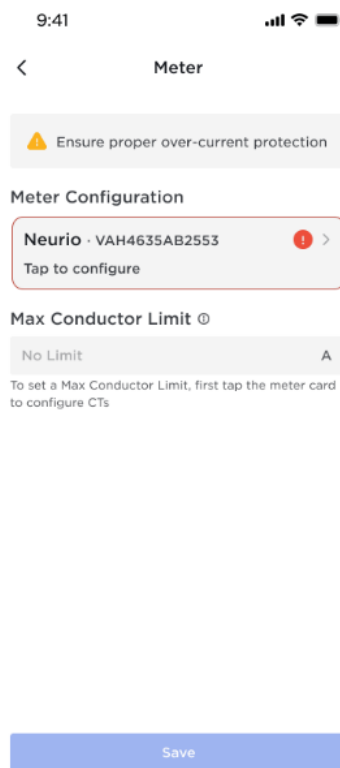 9:41
Meter
Ensure proper over-current protection
Meter Configuration
Neurio · VAH4635AB2553
Tap to configure
Max Conductor Limit
No Limit A
To set a Max Conductor Limit, first tap the meter card
to configure CTs
Save